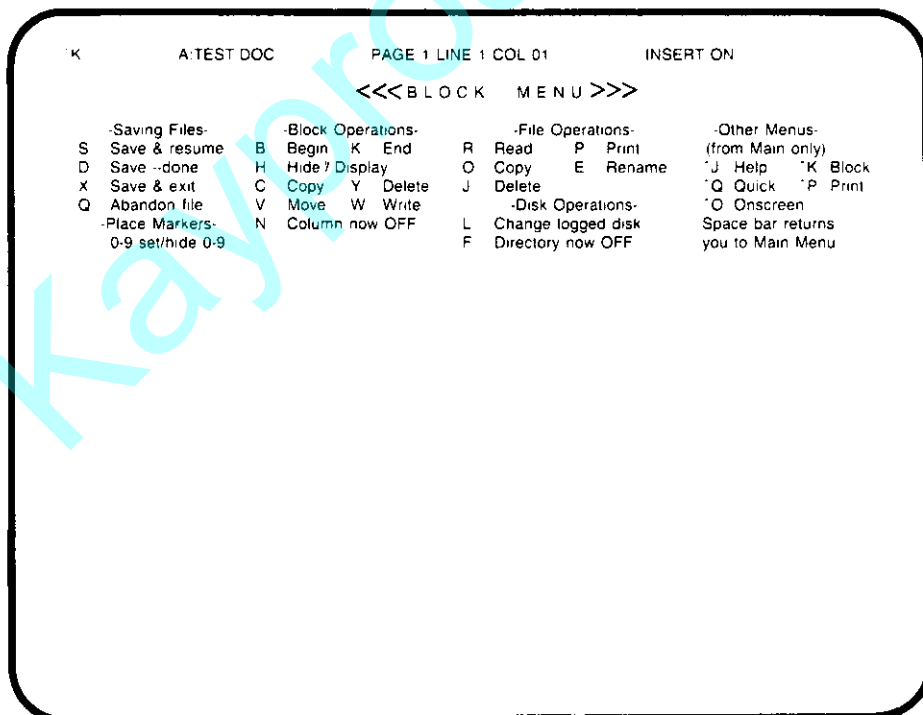 ^K A:TEST DOC PAGE 1 LINE 1 COL 01 INSERT ON
<<<BLOCK MENU>>>
-Saving Files- -Block Operations- -File Operations- -Other Menus-
S Save & resume B Begin K End R Read P Print (from Main only)
D Save --done H Hide / Display O Copy E Rename ^J Help ^K Block
X Save & exit C Copy Y Delete J Delete ^Q Quick ^P Print
Q Abandon file V Move W Write -Disk Operations- ^O Onscreen
-Place Markers- N Column now OFF L Change logged disk Space bar returns
0-9 set/hide 0-9 F Directory now OFF you to Main Menu